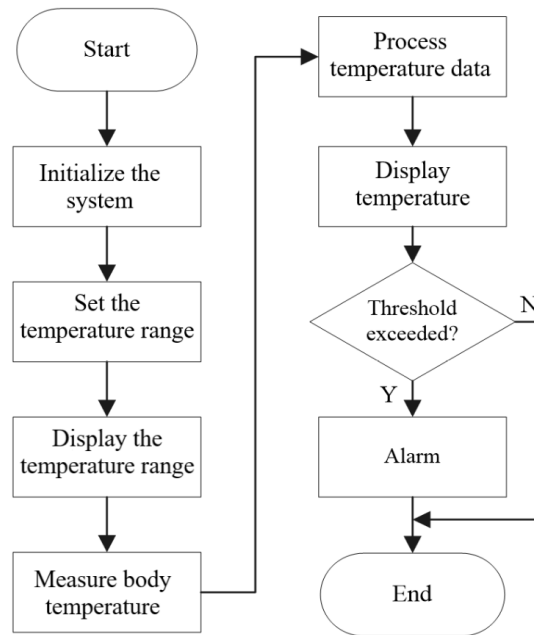 Start
Initialize the
system
Set the
temperature range
Display the
temperature range
Measure body
temperature
Process
temperature data
Display
temperature
Threshold
exceeded?
N
Y
Alarm
End